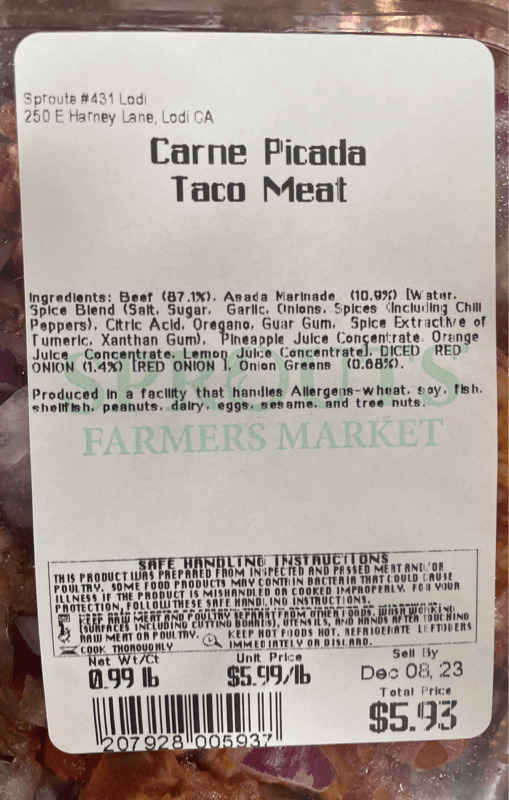 Sprouts #431 Lodi
250 E Harney Lane, Lodi CA
Carne Picada
Taco Meat
Ingredients: Beef (87.1%), Asada Marinade (10.9%) [Water,
Spice Blend (Salt, Sugar, Garlic, Onions, Spices (Including Chili
Peppers), Citric Acid, Oregano, Guar Gum, Spice Extractive of
Turmeric, Xanthan Gum), Pineapple Juice Concentrate, Orange
Juice Concentrate, Lemon Juice Concentrate], DICED RED
ONION (1.4%) [RED ONION ], Onion Greens (0.68%).
Produced in a facility that handles Allergens-wheat, soy, fish,
shellfish, peanuts, dairy, eggs, sesame, and tree nuts.
SPROUTS
FARMERS MARKET
SAFE HANDLING INSTRUCTIONS
THIS PRODUCT WAS PREPARED FROM INSPECTED AND PASSED MEAT AND/OR
POULTRY. SOME FOOD PRODUCTS MAY CONTAIN BACTERIA THAT COULD CAUSE
ILLNESS IF THE PRODUCT IS MISHANDLED OR COOKED IMPROPERLY. FOR YOUR
PROTECTION, FOLLOW THESE SAFE HANDLING INSTRUCTIONS.
KEEP RAW MEAT AND POULTRY SEPARATE FROM OTHER FOODS. WASH WORKING
SURFACES (INCLUDING CUTTING BOARDS), UTENSILS, AND HANDS AFTER TOUCHING
RAW MEAT OR POULTRY. KEEP HOT FOODS HOT. REFRIGERATE LEFTOVERS
COOK THOROUGHLY IMMEDIATELY OR DISCARD.
Net Wt/Ct Unit Price Sell By
0.99 lb $5.99/lb Dec 08, 23
Total Price
$5.93
207928 005937